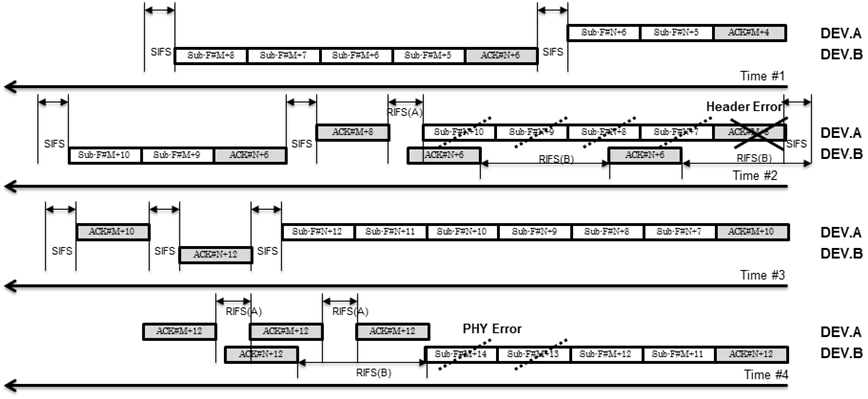 Sub-F#N+6 Sub-F#N+5 ACK#M+4 DEV.A
SIFS Sub-F#M+8 Sub-F#M+7 Sub-F#M+6 Sub-F#M+5 ACK#N+6 SIFS DEV.B
Time #1
RIFS(A) Header Error
ACK#M+8 Sub-F#N+10 Sub-F#N+9 Sub-F#N+8 Sub-F#N+7 ACK#M+8 SIFS DEV.A
SIFS Sub-F#M+10 Sub-F#M+9 ACK#N+6 SIFS ACK#N+6 RIFS(B) ACK#N+6 RIFS(B) DEV.B
Time #2
ACK#M+10 Sub-F#N+12 Sub-F#N+11 Sub-F#N+10 Sub-F#N+9 Sub-F#N+8 Sub-F#N+7 ACK#M+10 DEV.A
SIFS SIFS ACK#N+12 SIFS DEV.B
Time #3
RIFS(A) RIFS(A)
ACK#M+12 ACK#M+12 ACK#M+12 PHY Error DEV.A
ACK#N+12 Sub-F#M+14 Sub-F#M+13 Sub-F#M+12 Sub-F#M+11 ACK#N+12 DEV.B
RIFS(B) Time #4